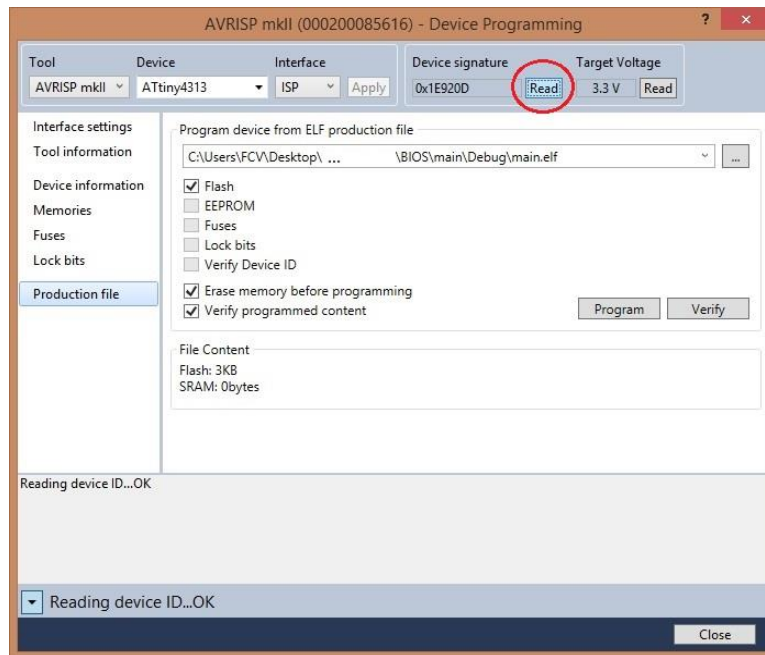 AVRISP mkII (000200085616) - Device Programming ? ×
Tool Device Interface Device signature Target Voltage
AVRISP mkII ATtiny4313 ISP Apply 0x1E920D Read 3.3 V Read
Interface settings
Tool information
Device information
Memories
Fuses
Lock bits
Production file
Program device from ELF production file
C:\Users\FCV\Desktop\ ... \BIOS\main\Debug\main.elf ...
Flash
EEPROM
Fuses
Lock bits
Verify Device ID
Erase memory before programming
Verify programmed content
Program Verify
File Content
Flash: 3KB
SRAM: 0bytes
Reading device ID...OK
Reading device ID...OK
Close